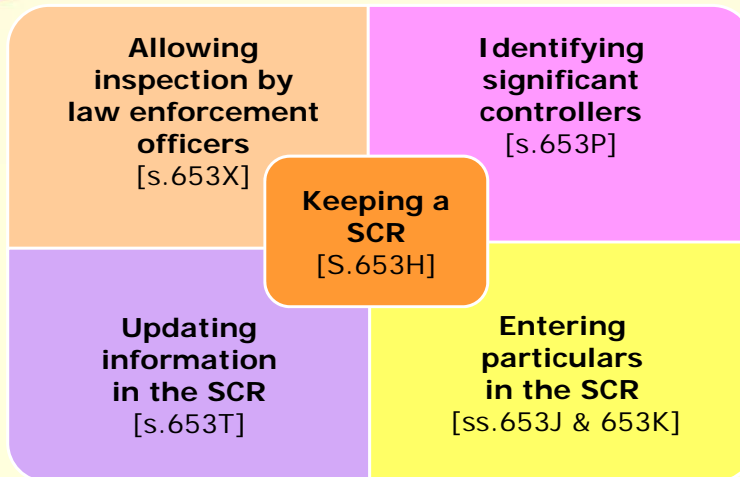 Allowing
inspection by
law enforcement
officers
[s.653X]
Identifying
significant
controllers
[s.653P]
Keeping a
SCR
[S.653H]
Updating
information
in the SCR
[s.653T]
Entering
particulars
in the SCR
[ss.653J & 653K]